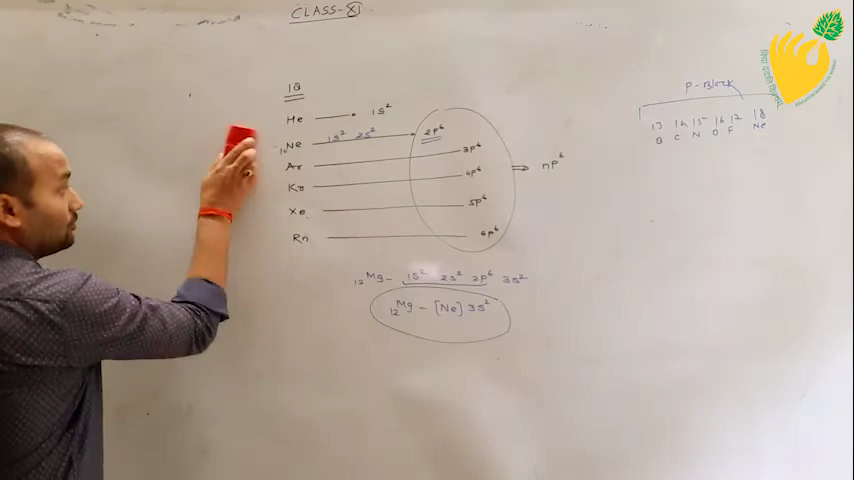 CLASS-XI
18
He 1s²
10Ne 1s² 2s² 2p⁶
Ar 3p⁶
Kr 4p⁶
Xe 5p⁶
Rn 6p⁶
⇒ np⁶
12Mg - 1s² 2s² 2p⁶ 3s²
12Mg - [Ne] 3s²
P-Block
13 14 15 16 17 18
B C N O F Ne